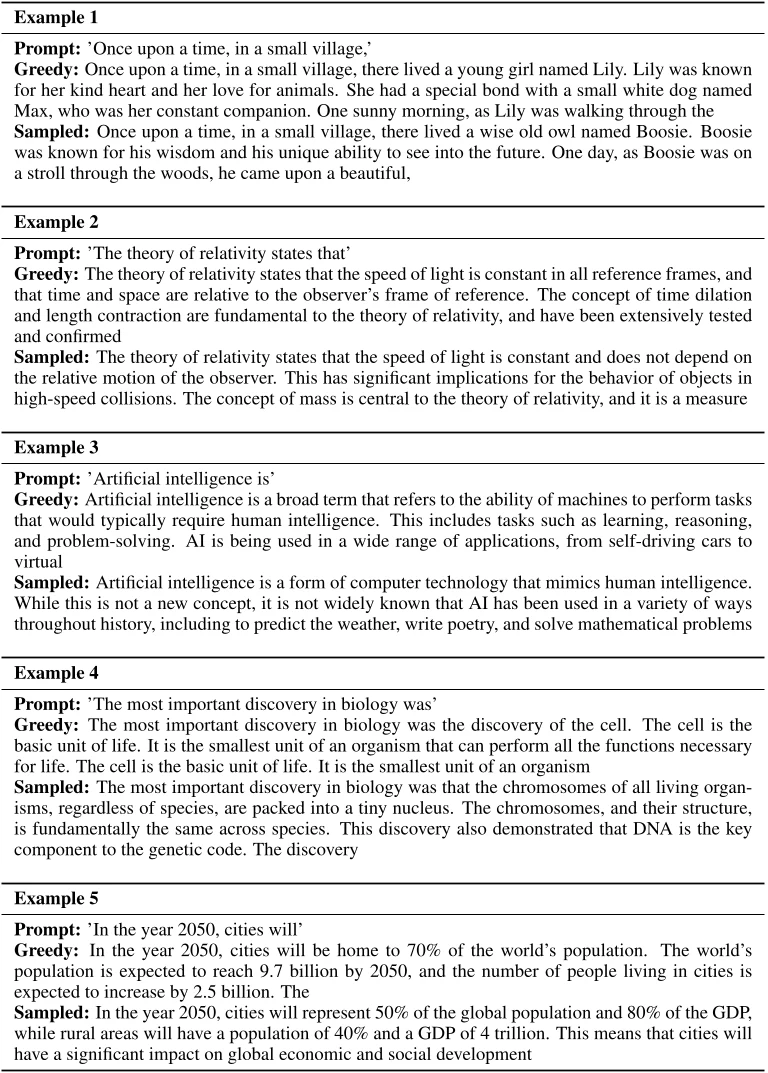 Example 1
Prompt: ’Once upon a time, in a small village,’
Greedy: Once upon a time, in a small village, there lived a young girl named Lily. Lily was known
for her kind heart and her love for animals. She had a special bond with a small white dog named
Max, who was her constant companion. One sunny morning, as Lily was walking through the
Sampled: Once upon a time, in a small village, there lived a wise old owl named Boosie. Boosie
was known for his wisdom and his unique ability to see into the future. One day, as Boosie was on
a stroll through the woods, he came upon a beautiful,
Example 2
Prompt: ’The theory of relativity states that’
Greedy: The theory of relativity states that the speed of light is constant in all reference frames, and
that time and space are relative to the observer’s frame of reference. The concept of time dilation
and length contraction are fundamental to the theory of relativity, and have been extensively tested
and confirmed
Sampled: The theory of relativity states that the speed of light is constant and does not depend on
the relative motion of the observer. This has significant implications for the behavior of objects in
high-speed collisions. The concept of mass is central to the theory of relativity, and it is a measure
Example 3
Prompt: ’Artificial intelligence is’
Greedy: Artificial intelligence is a broad term that refers to the ability of machines to perform tasks
that would typically require human intelligence. This includes tasks such as learning, reasoning,
and problem-solving. AI is being used in a wide range of applications, from self-driving cars to
virtual
Sampled: Artificial intelligence is a form of computer technology that mimics human intelligence.
While this is not a new concept, it is not widely known that AI has been used in a variety of ways
throughout history, including to predict the weather, write poetry, and solve mathematical problems
Example 4
Prompt: ’The most important discovery in biology was’
Greedy: The most important discovery in biology was the discovery of the cell. The cell is the
basic unit of life. It is the smallest unit of an organism that can perform all the functions necessary
for life. The cell is the basic unit of life. It is the smallest unit of an organism
Sampled: The most important discovery in biology was that the chromosomes of all living organ-
isms, regardless of species, are packed into a tiny nucleus. The chromosomes, and their structure,
is fundamentally the same across species. This discovery also demonstrated that DNA is the key
component to the genetic code. The discovery
Example 5
Prompt: ’In the year 2050, cities will’
Greedy: In the year 2050, cities will be home to 70% of the world’s population. The world’s
population is expected to reach 9.7 billion by 2050, and the number of people living in cities is
expected to increase by 2.5 billion. The
Sampled: In the year 2050, cities will represent 50% of the global population and 80% of the GDP,
while rural areas will have a population of 40% and a GDP of 4 trillion. This means that cities will
have a significant impact on global economic and social development